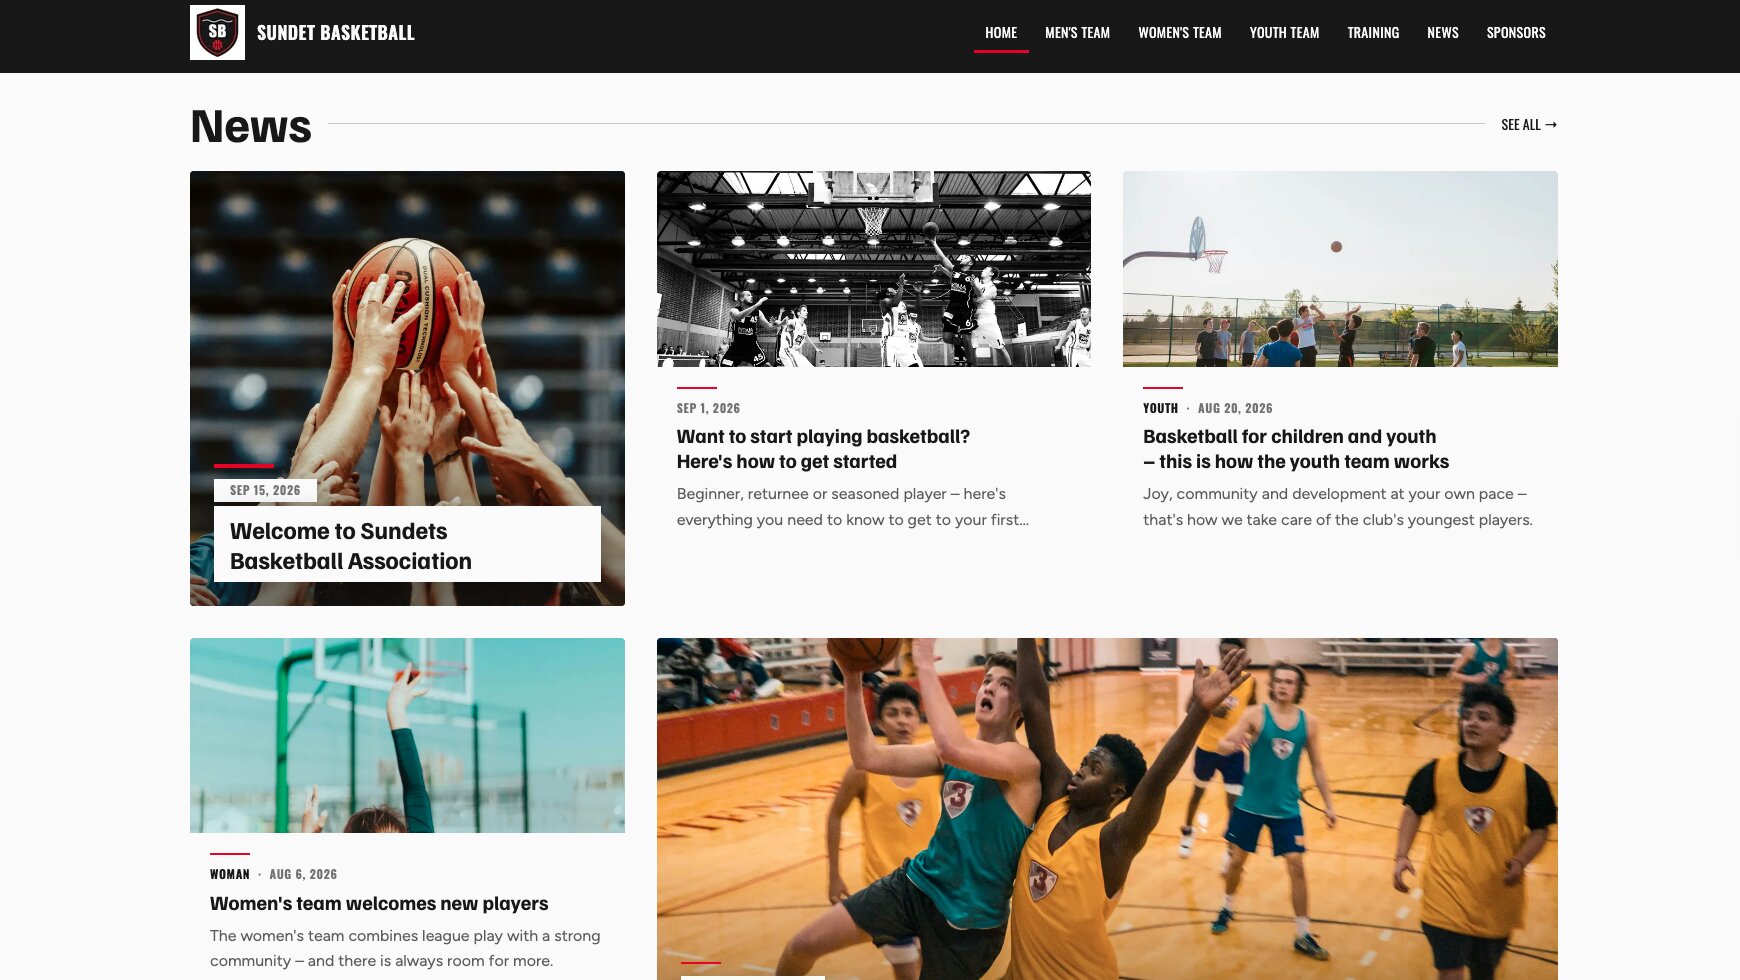 SB
SUNDET BASKETBALL
HOME
MEN'S TEAM
WOMEN'S TEAM
YOUTH TEAM
TRAINING
NEWS
SPONSORS
News
SEE ALL →
DUAL CUSHION TECHNOLOGY
SEP 15, 2026
Welcome to Sundets
Basketball Association
SEP 1, 2026
Want to start playing basketball?
Here's how to get started
Beginner, returnee or seasoned player – here's
everything you need to know to get to your first...
YOUTH · AUG 20, 2026
Basketball for children and youth
– this is how the youth team works
Joy, community and development at your own pace –
that's how we take care of the club's youngest players.
WOMAN · AUG 6, 2026
Women's team welcomes new players
The women's team combines league play with a strong
community – and there is always room for more.
3
3